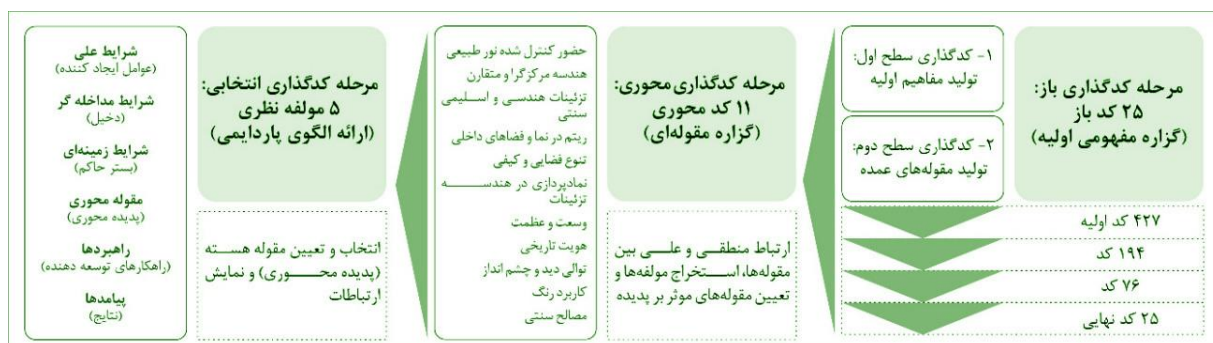 مرحله کدگذاری باز:
۲۵ کد باز
(گزاره مفهومی اولیه)
۱- کدگذاری سطح اول:
تولید مفاهیم اولیه
۲- کدگذاری سطح دوم:
تولید مقوله‌های عمده
۴۲۷ کد اولیه
۱۹۴ کد
۷۶ کد
۲۵ کد نهایی
مرحله کدگذاری محوری:
۱۱ کد محوری
(گزاره مقوله‌ای)
ارتباط منطقی و علی بین
مقوله‌ها، استخراج مولفه‌ها و
تعیین مقوله‌های موثر بر پدیده
حضور کنترل شده نور طبیعی
هندسه مرکزگرا و متقارن
تزئینات هندسی و اسلیمی
سنتی
ریتم در نما و فضاهای داخلی
تنوع فضایی و کیفی
نمادپردازی در هندسه
تزئینات
وسعت و عظمت
هویت تاریخی
توالی دید و چشم انداز
کاربرد رنگ
مصالح سنتی
مرحله کدگذاری انتخابی:
۵ مولفه نظری
(ارائه الگوی پاردایمی)
انتخاب و تعیین مقوله هسته
(پدیده محوری) و نمایش
ارتباطات
شرایط علی
(عوامل ایجاد کننده)
شرایط مداخله گر
(دخیل)
شرایط زمینه‌ای
(بستر حاکم)
مقوله محوری
(پدیده محوری)
راهبردها
(راهکارهای توسعه دهنده)
پیامدها
(نتایج)